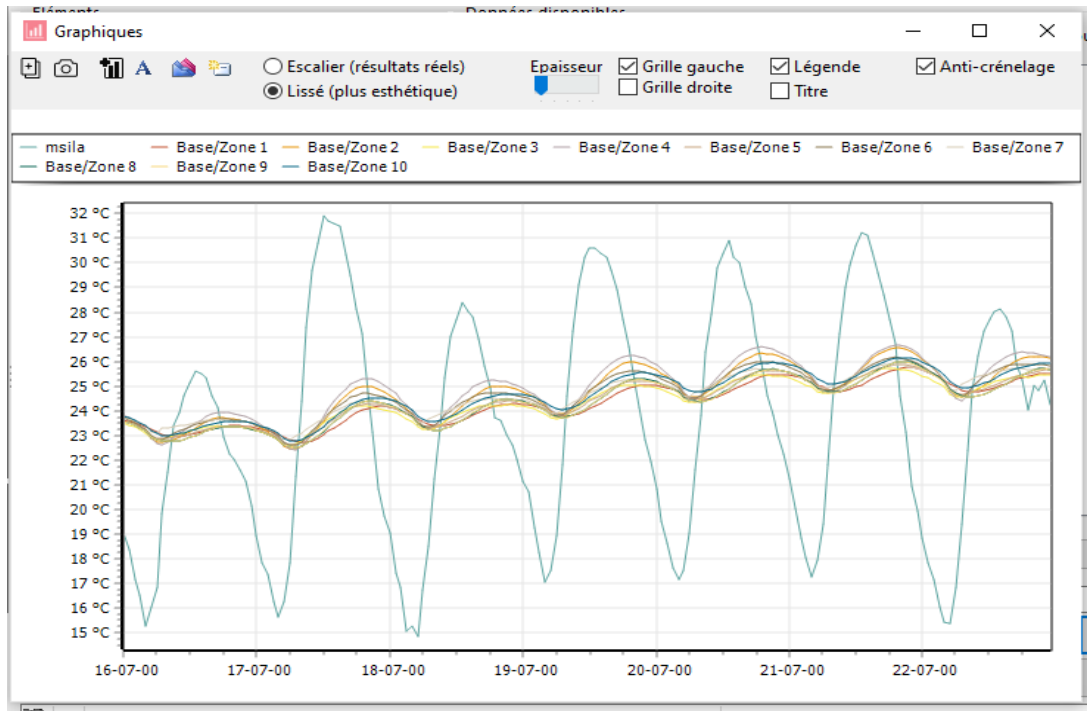 Eléments Données disponibles
Graphiques
Escalier (résultats réels) Epaisseur Grille gauche Légende Anti-crénelage
Lissé (plus esthétique) Grille droite Titre
msila Base/Zone 1 Base/Zone 2 Base/Zone 3 Base/Zone 4 Base/Zone 5 Base/Zone 6 Base/Zone 7
Base/Zone 8 Base/Zone 9 Base/Zone 10
32 °C
31 °C
30 °C
29 °C
28 °C
27 °C
26 °C
25 °C
24 °C
23 °C
22 °C
21 °C
20 °C
19 °C
18 °C
17 °C
16 °C
15 °C
16-07-00 17-07-00 18-07-00 19-07-00 20-07-00 21-07-00 22-07-00